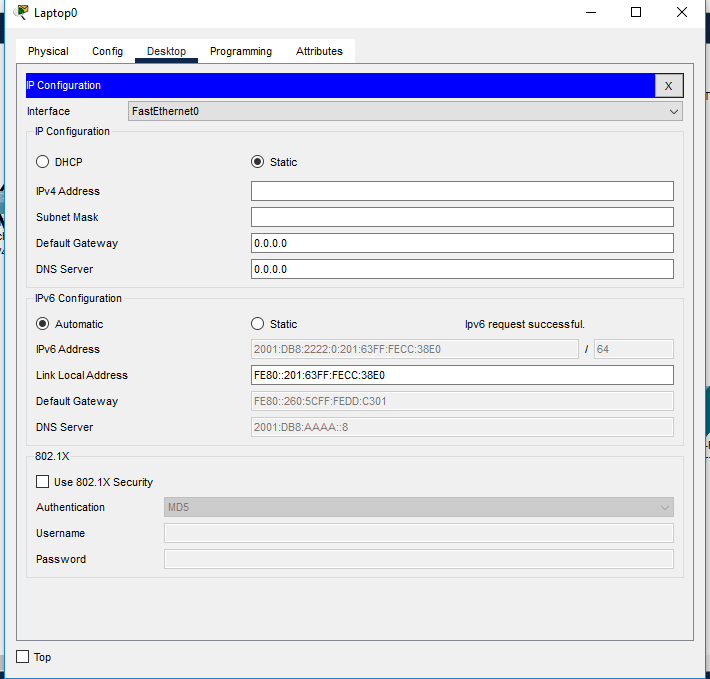 Laptop0
Physical Config Desktop Programming Attributes
IP Configuration X
Interface FastEthernet0
IP Configuration
DHCP Static
IPv4 Address
Subnet Mask
Default Gateway 0.0.0.0
DNS Server 0.0.0.0
IPv6 Configuration
Automatic Static Ipv6 request successful.
IPv6 Address 2001:DB8:2222:0:201:63FF:FECC:38E0 / 64
Link Local Address FE80::201:63FF:FECC:38E0
Default Gateway FE80::260:5CFF:FEDD:C301
DNS Server 2001:DB8:AAAA::8
802.1X
Use 802.1X Security
Authentication MD5
Username
Password
Top